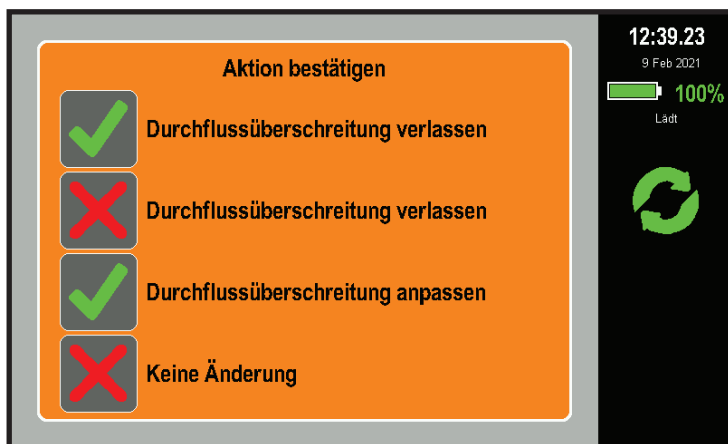 Aktion bestätigen
Durchflussüberschreitung verlassen
Durchflussüberschreitung verlassen
Durchflussüberschreitung anpassen
Keine Änderung
12:39.23
9 Feb 2021
100%
Lädt